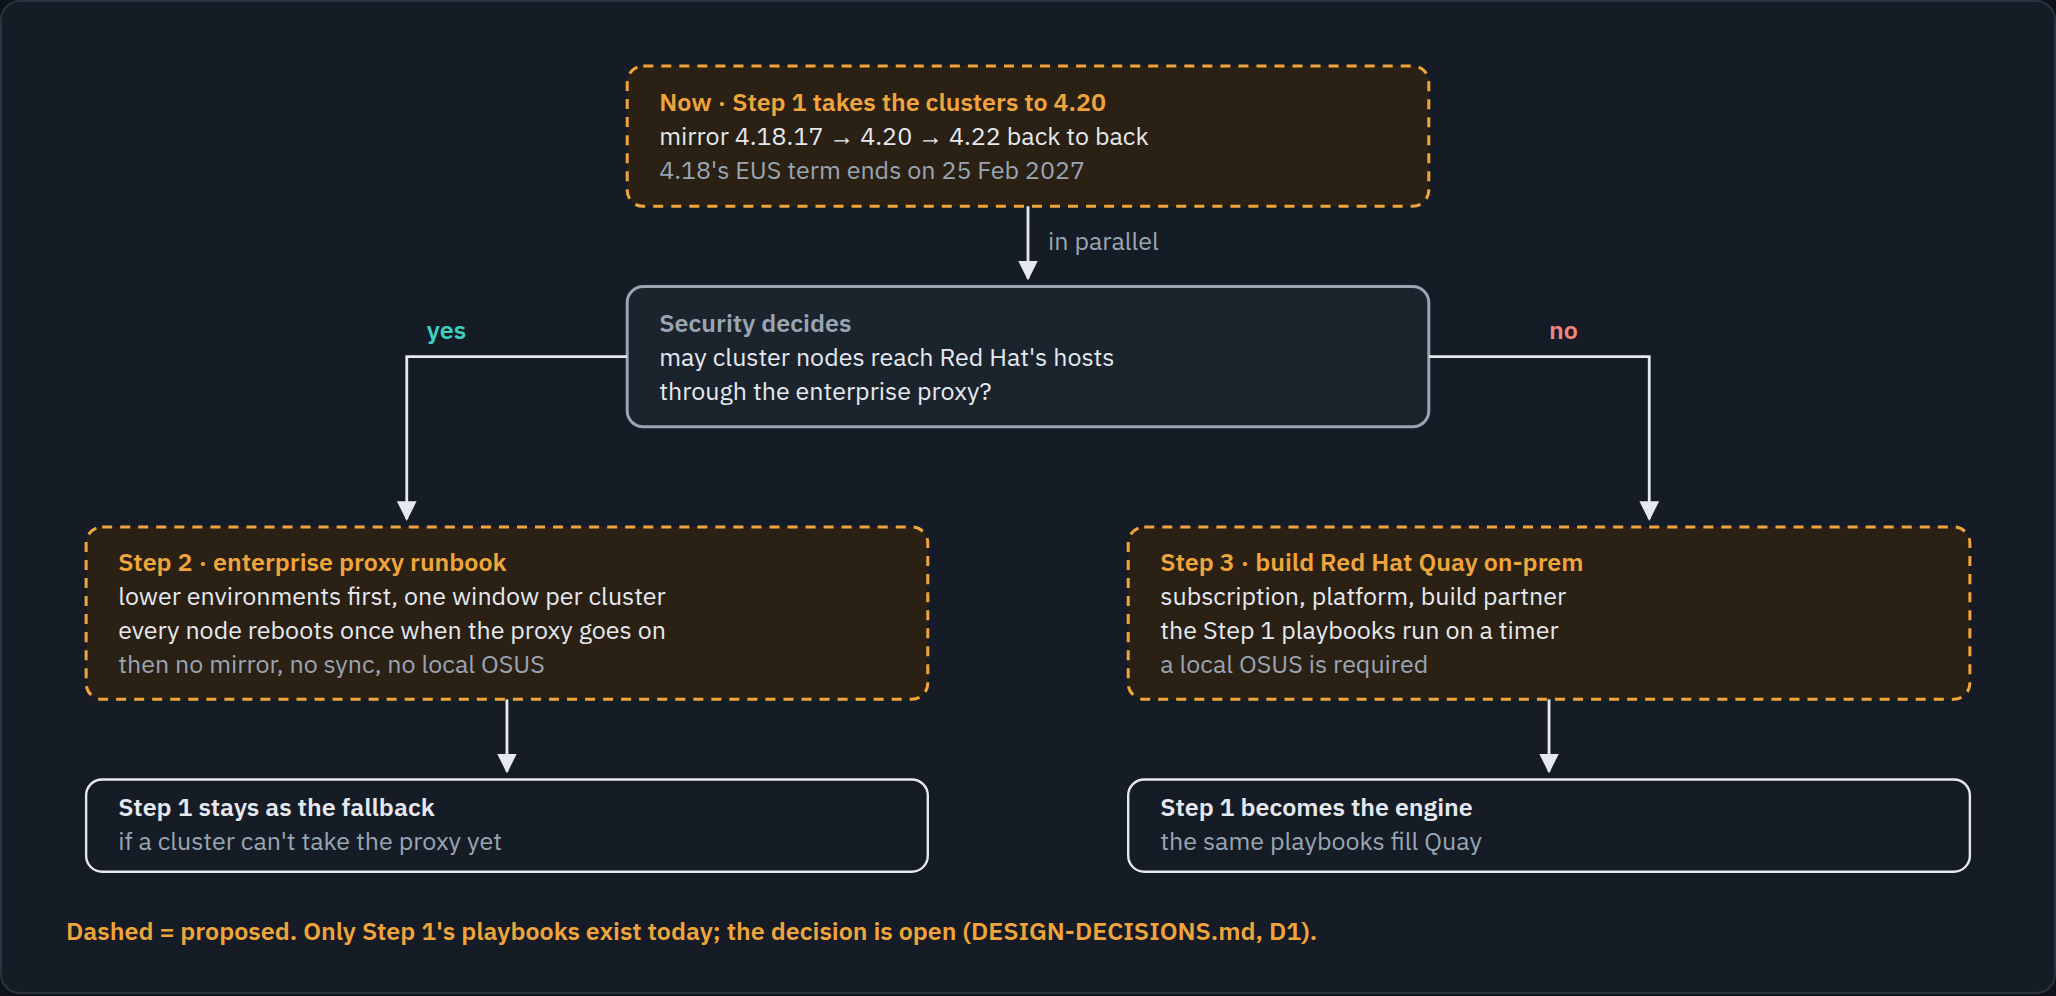 Now · Step 1 takes the clusters to 4.20
mirror 4.18.17 → 4.20 → 4.22 back to back
4.18's EUS term ends on 25 Feb 2027
in parallel
Security decides
may cluster nodes reach Red Hat's hosts
through the enterprise proxy?
yes
no
Step 2 · enterprise proxy runbook
lower environments first, one window per cluster
every node reboots once when the proxy goes on
then no mirror, no sync, no local OSUS
Step 3 · build Red Hat Quay on-prem
subscription, platform, build partner
the Step 1 playbooks run on a timer
a local OSUS is required
Step 1 stays as the fallback
if a cluster can't take the proxy yet
Step 1 becomes the engine
the same playbooks fill Quay
Dashed = proposed. Only Step 1's playbooks exist today; the decision is open (DESIGN-DECISIONS.md, D1).